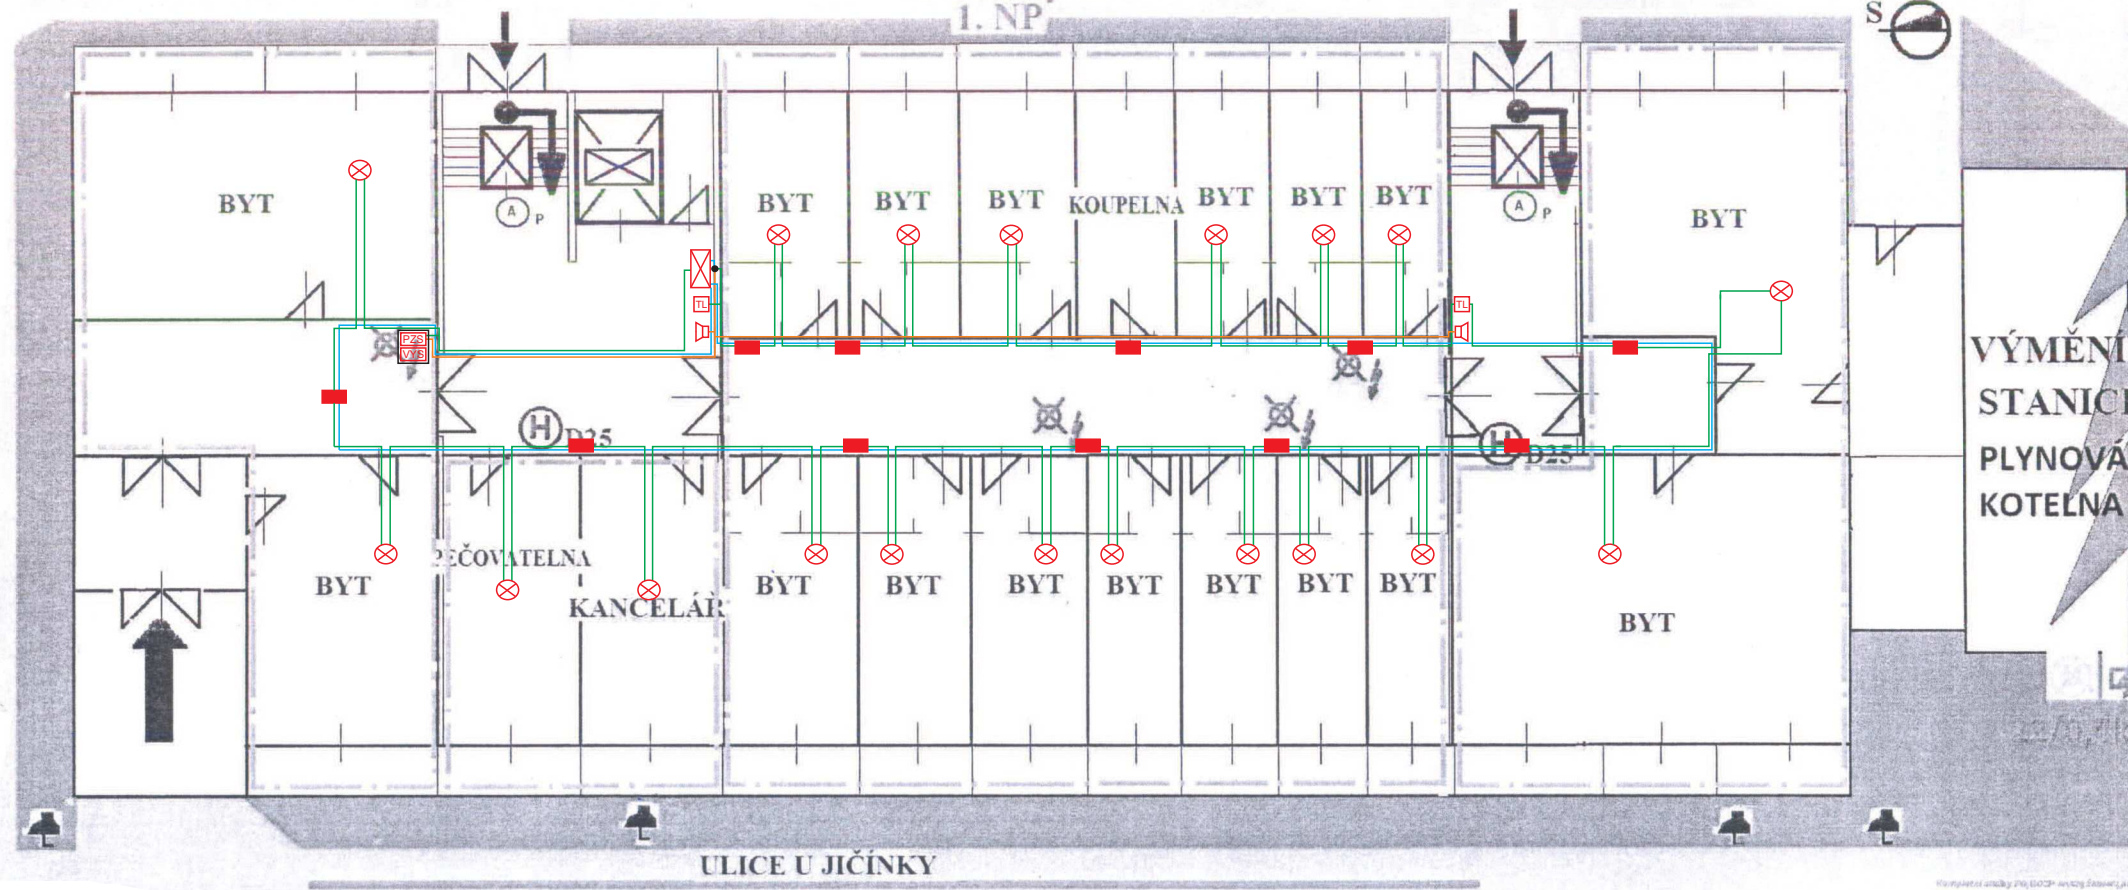 1. NP
S
A
P
A
P
BYT
BYT
BYT
BYT
KOUPELNA
BYT
BYT
BYT
BYT
TL
TL
PZS
VYS
VÝMĚNÍ
STANIC
PLYNOVÁ
KOTELNA
H
D25
H
D25
BYT
PEČOVATELNA
KANCELÁŘ
BYT
BYT
BYT
BYT
BYT
BYT
BYT
BYT
ULICE U JIČÍNKY